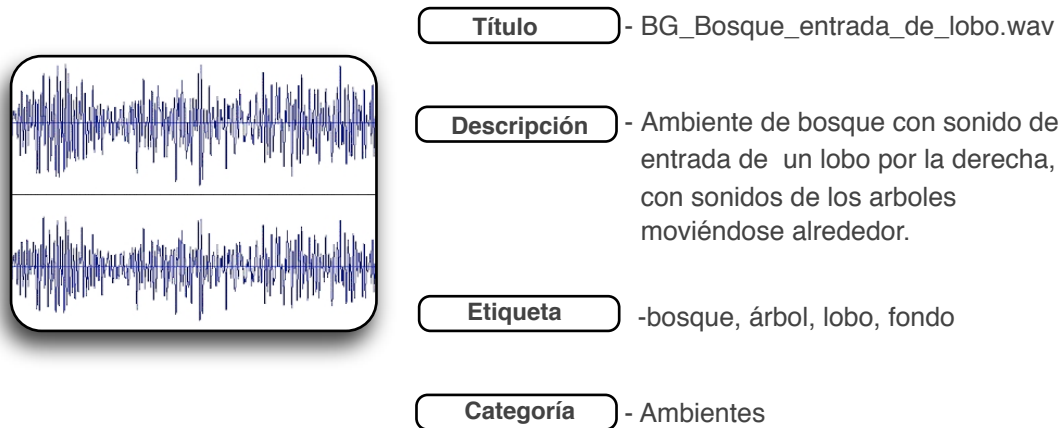 Título - BG_Bosque_entrada_de_lobo.wav
Descripción - Ambiente de bosque con sonido de
entrada de un lobo por la derecha,
con sonidos de los arboles
moviéndose alrededor.
Etiqueta -bosque, árbol, lobo, fondo
Categoría - Ambientes